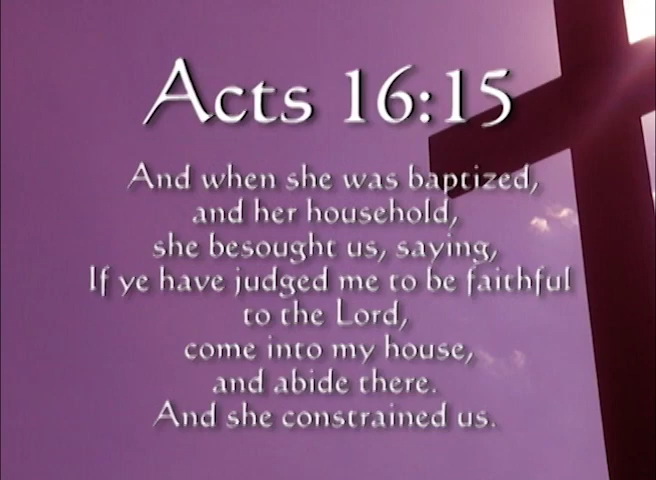 Acts 16:15
And when she was baptized,
and her household,
she besought us, saying,
If ye have judged me to be faithful
to the Lord,
come into my house,
and abide there.
And she constrained us.